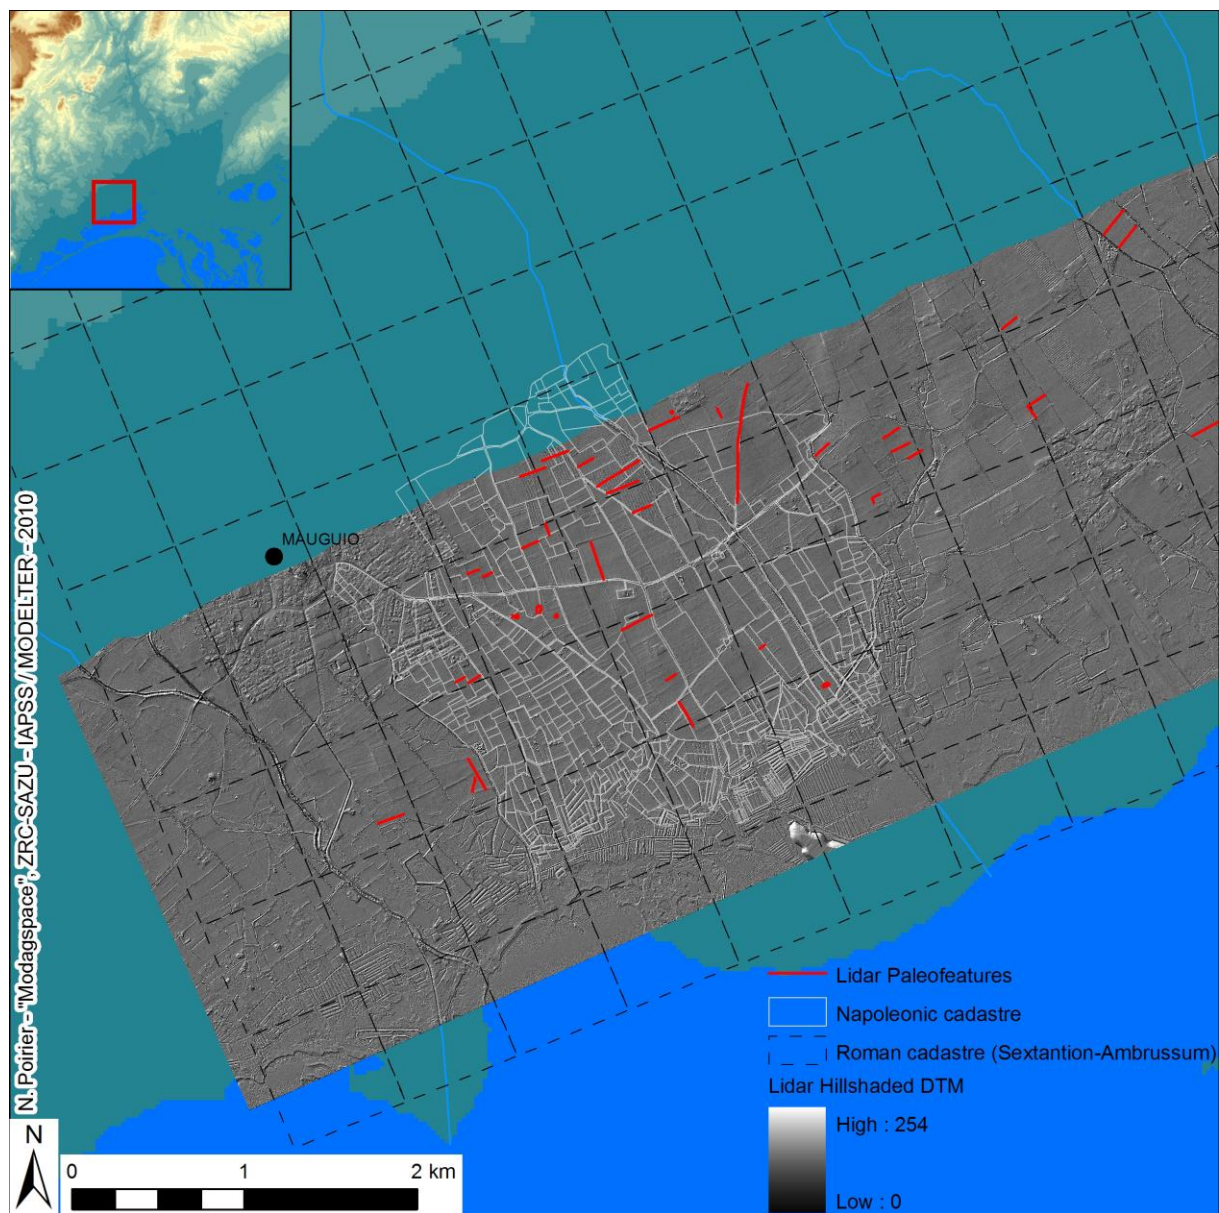 MAUGUIO
N. Poirier - "Modagspace", ZRC-SAZU - IAPSS / MODELTER - 2010
Lidar Paleofeatures
Napoleonic cadastre
Roman cadastre (Sextantion-Ambrussum)
Lidar Hillshaded DTM
High : 254
Low : 0
N
0 1 2 km